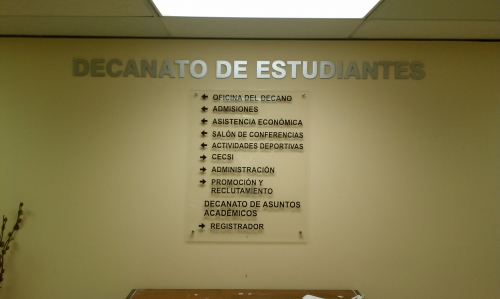 DECANATO DE ESTUDIANTES
← OFICINA DEL DECANO
← ADMISIONES
← ASISTENCIA ECONÓMICA
← SALÓN DE CONFERENCIAS
← ACTIVIDADES DEPORTIVAS
→ CECSI
→ ADMINISTRACIÓN
→ PROMOCIÓN Y
RECLUTAMIENTO
DECANATO DE ASUNTOS
ACADÉMICOS
→ REGISTRADOR